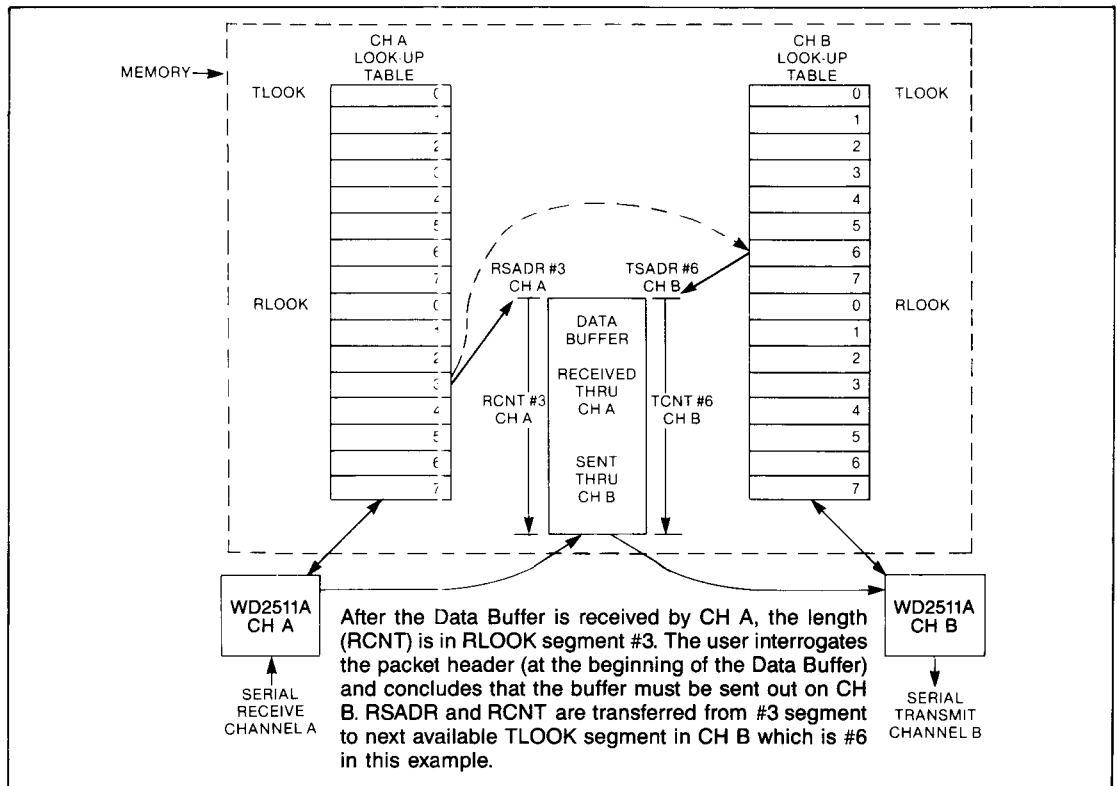 MEMORY
CH A
LOOK-UP
TABLE
CH B
LOOK-UP
TABLE
TLOOK
0
1
2
3
4
5
6
7
RLOOK
0
1
2
3
4
5
6
7
TLOOK
0
1
2
3
4
5
6
7
RLOOK
0
1
2
3
4
5
6
7
RSADR #3
CH A
TSADR #6
CH B
DATA
BUFFER
RECEIVED
THRU
CH A
SENT
THRU
CH B
RCNT #3
CH A
TCNT #6
CH B
WD2511A
CH A
SERIAL
RECEIVE
CHANNEL A
WD2511A
CH B
SERIAL
TRANSMIT
CHANNEL B
After the Data Buffer is received by CH A, the length
(RCNT) is in RLOOK segment #3. The user interrogates
the packet header (at the beginning of the Data Buffer)
and concludes that the buffer must be sent out on CH
B. RSADR and RCNT are transferred from #3 segment
to next available TLOOK segment in CH B which is #6
in this example.